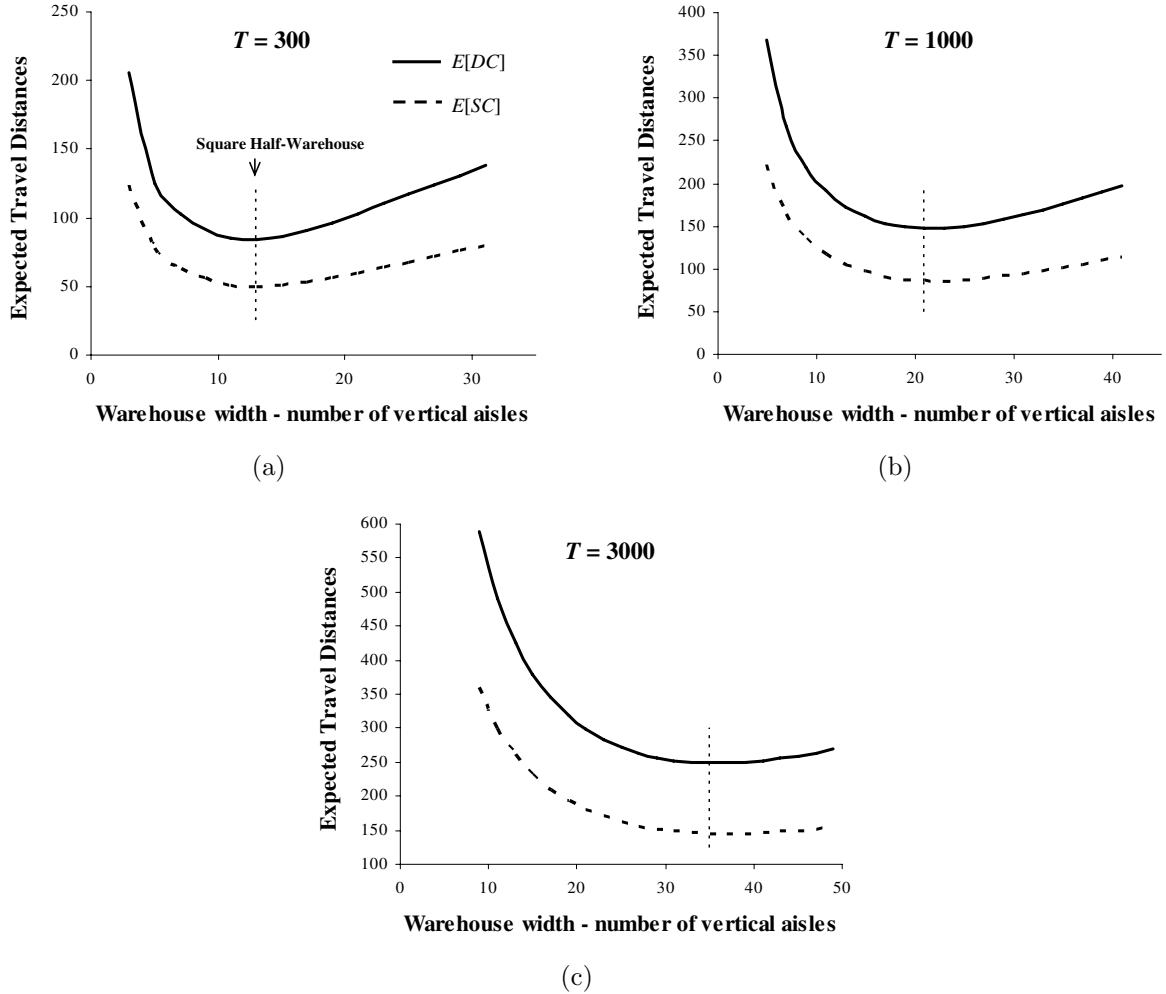 (a)
T = 300
Expected Travel Distances
250
200
150
100
50
0
E[DC]
E[SC]
Square Half-Warehouse
0 10 20 30
Warehouse width - number of vertical aisles
(b)
T = 1000
Expected Travel Distances
400
350
300
250
200
150
100
50
0
0 10 20 30 40
Warehouse width - number of vertical aisles
(a)
(b)
T = 3000
Expected Travel Distances
600
550
500
450
400
350
300
250
200
150
100
0 10 20 30 40 50
Warehouse width - number of vertical aisles
(c)